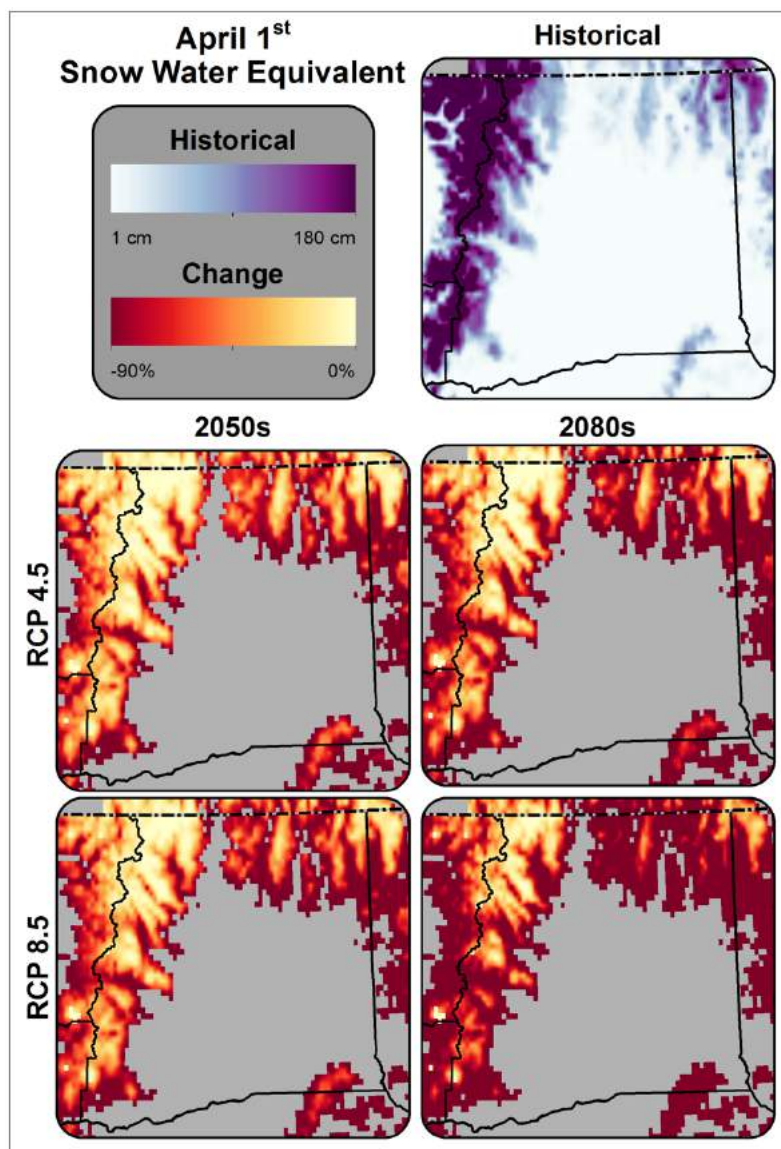 April 1st
Snow Water Equivalent
Historical
Historical
1 cm 180 cm
Change
-90% 0%
2050s 2080s
RCP 4.5
RCP 8.5